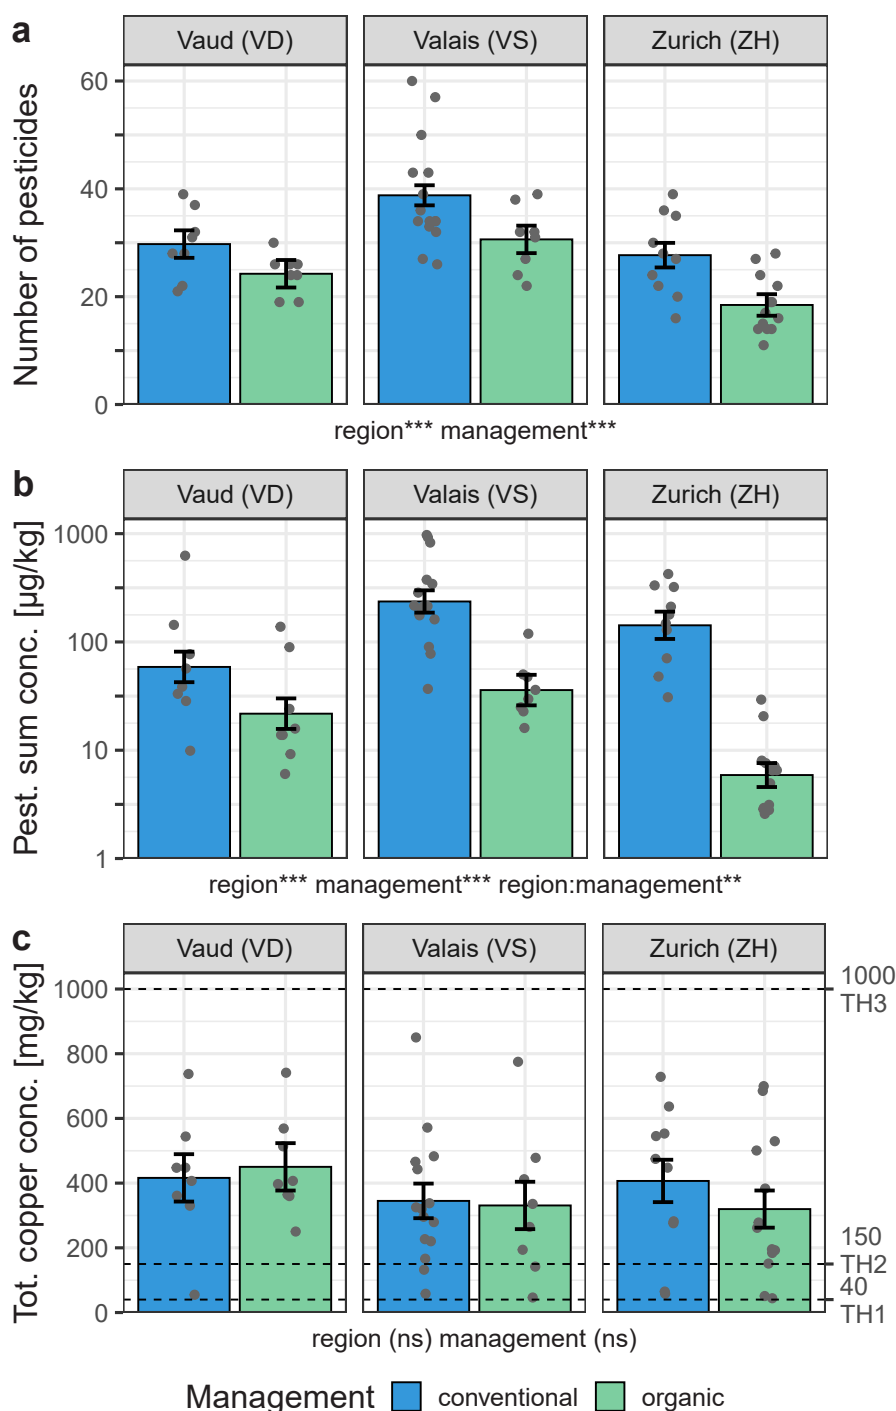 a
Vaud (VD) Valais (VS) Zurich (ZH)
Number of pesticides
60
40
20
0
region*** management***
b
Vaud (VD) Valais (VS) Zurich (ZH)
Pest. sum conc. [µg/kg]
1000
100
10
1
region*** management*** region:management**
c
Vaud (VD) Valais (VS) Zurich (ZH)
Tot. copper conc. [mg/kg]
1000
800
600
400
200
0
1000
TH3
150
TH2
40
TH1
region (ns) management (ns)
Management conventional organic